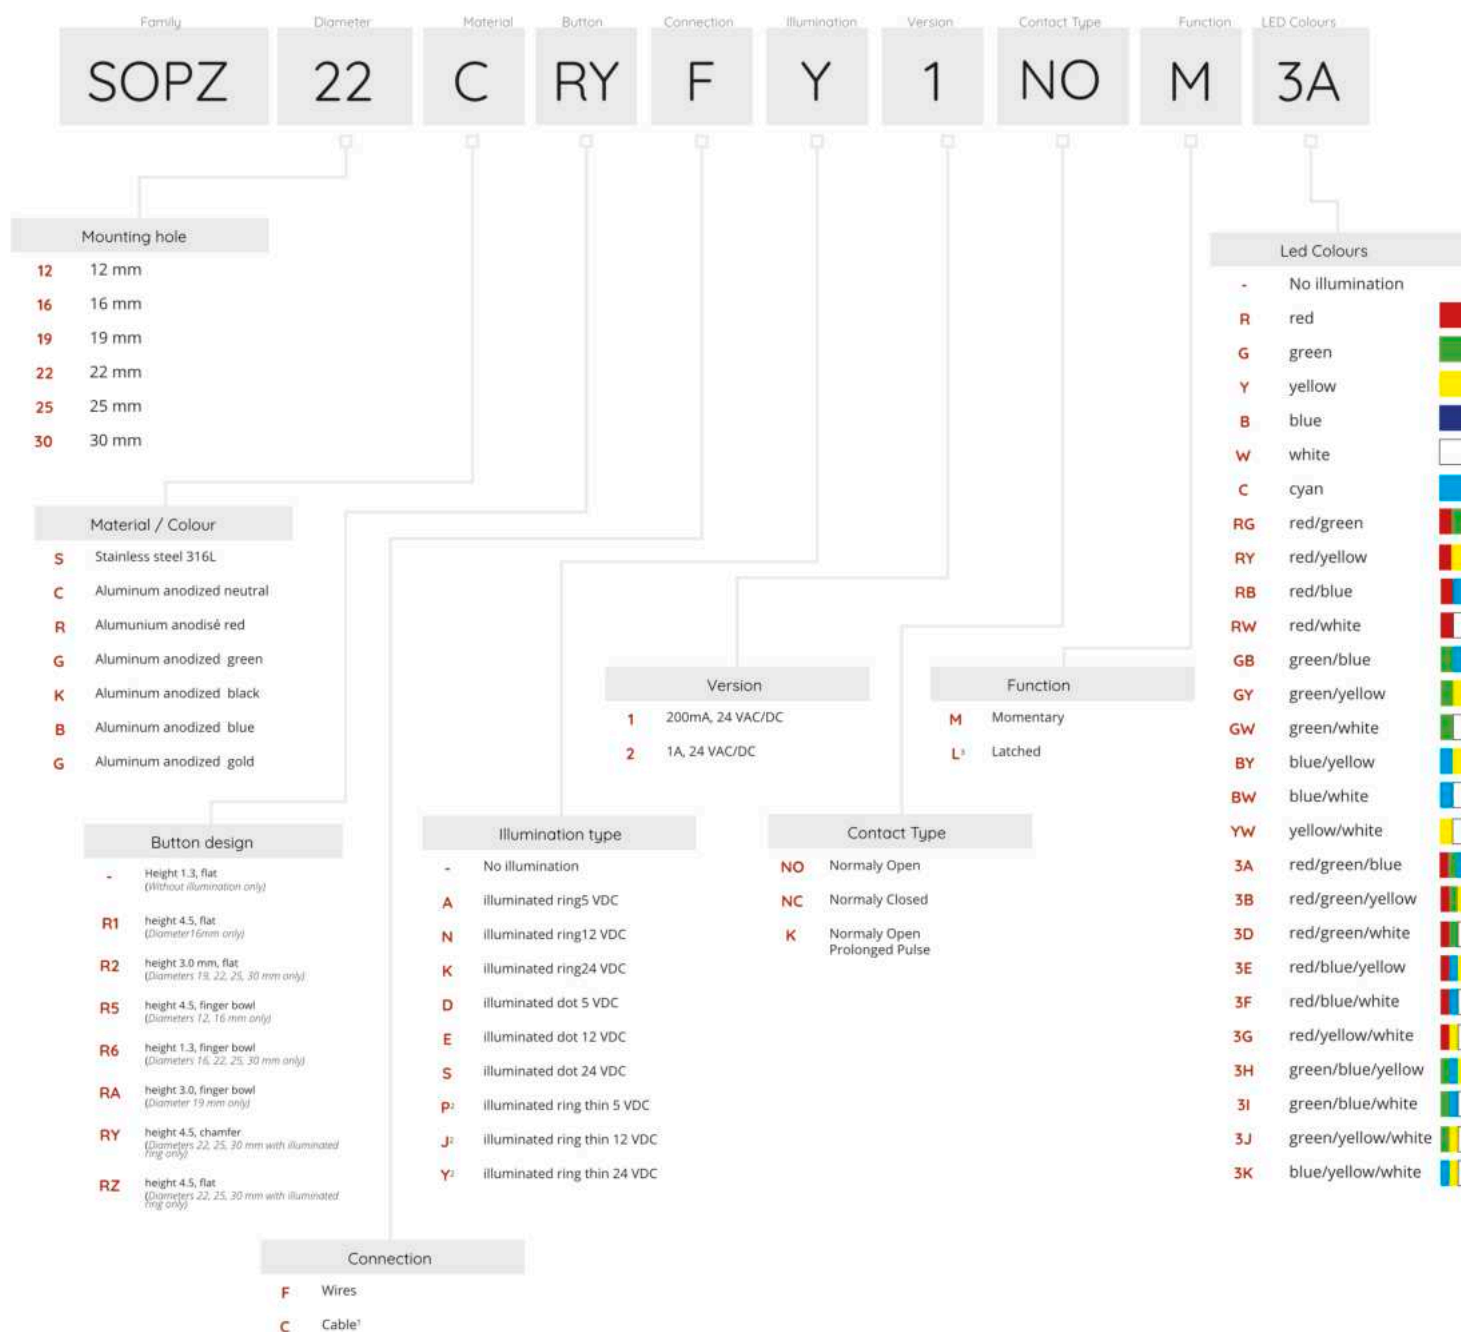 Family Diameter Material Button Connection Illumination Version Contact Type Function LED Colours
SOPZ 22 C RY F Y 1 NO M 3A
Mounting hole
12 12 mm
16 16 mm
19 19 mm
22 22 mm
25 25 mm
30 30 mm
Material / Colour
S Stainless steel 316L
C Aluminum anodized neutral
R Alumunium anodisé red
G Aluminum anodized green
K Aluminum anodized black
B Aluminum anodized blue
G Aluminum anodized gold
Button design
- Height 1.3, flat
(Without illumination only)
R1 height 4.5, flat
(Diameter16mm only)
R2 height 3.0 mm, flat
(Diameters 19, 22, 25, 30 mm only)
R5 height 4.5, finger bowl
(Diameters 12, 16 mm only)
R6 height 1.3, finger bowl
(Diameters 16, 22, 25, 30 mm only)
RA height 3.0, finger bowl
(Diameter 19 mm only)
RY height 4.5, chamfer
(Diameters 22, 25, 30 mm with illuminated
ring only)
RZ height 4.5, flat
(Diameters 22, 25, 30 mm with illuminated
ring only)
Connection
F Wires
C Cable¹
Illumination type
- No illumination
A illuminated ring5 VDC
N illuminated ring12 VDC
K illuminated ring24 VDC
D illuminated dot 5 VDC
E illuminated dot 12 VDC
S illuminated dot 24 VDC
P² illuminated ring thin 5 VDC
J² illuminated ring thin 12 VDC
Y² illuminated ring thin 24 VDC
Version
1 200mA, 24 VAC/DC
2 1A, 24 VAC/DC
Contact Type
NO Normaly Open
NC Normaly Closed
K Normaly Open
Prolonged Pulse
Function
M Momentary
L³ Latched
Led Colours
- No illumination
R red
G green
Y yellow
B blue
W white
C cyan
RG red/green
RY red/yellow
RB red/blue
RW red/white
GB green/blue
GY green/yellow
GW green/white
BY blue/yellow
BW blue/white
YW yellow/white
3A red/green/blue
3B red/green/yellow
3D red/green/white
3E red/blue/yellow
3F red/blue/white
3G red/yellow/white
3H green/blue/yellow
3I green/blue/white
3J green/yellow/white
3K blue/yellow/white